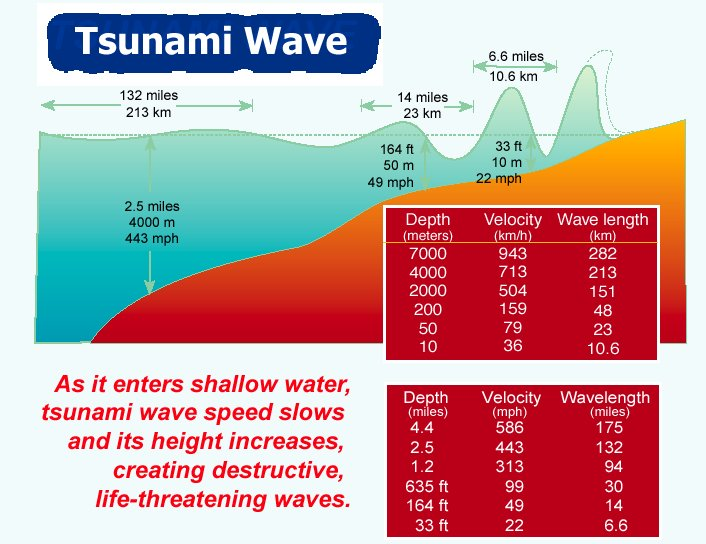 Tsunami Wave
6.6 miles
10.6 km
132 miles
213 km
14 miles
23 km
164 ft
50 m
49 mph
33 ft
10 m
22 mph
2.5 miles
4000 m
443 mph
Depth Velocity Wave length
(meters) (km/h) (km)
7000 943 282
4000 713 213
2000 504 151
200 159 48
50 79 23
10 36 10.6
As it enters shallow water,
tsunami wave speed slows
and its height increases,
creating destructive,
life-threatening waves.
Depth Velocity Wavelength
(miles) (mph) (miles)
4.4 586 175
2.5 443 132
1.2 313 94
635 ft 99 30
164 ft 49 14
33 ft 22 6.6